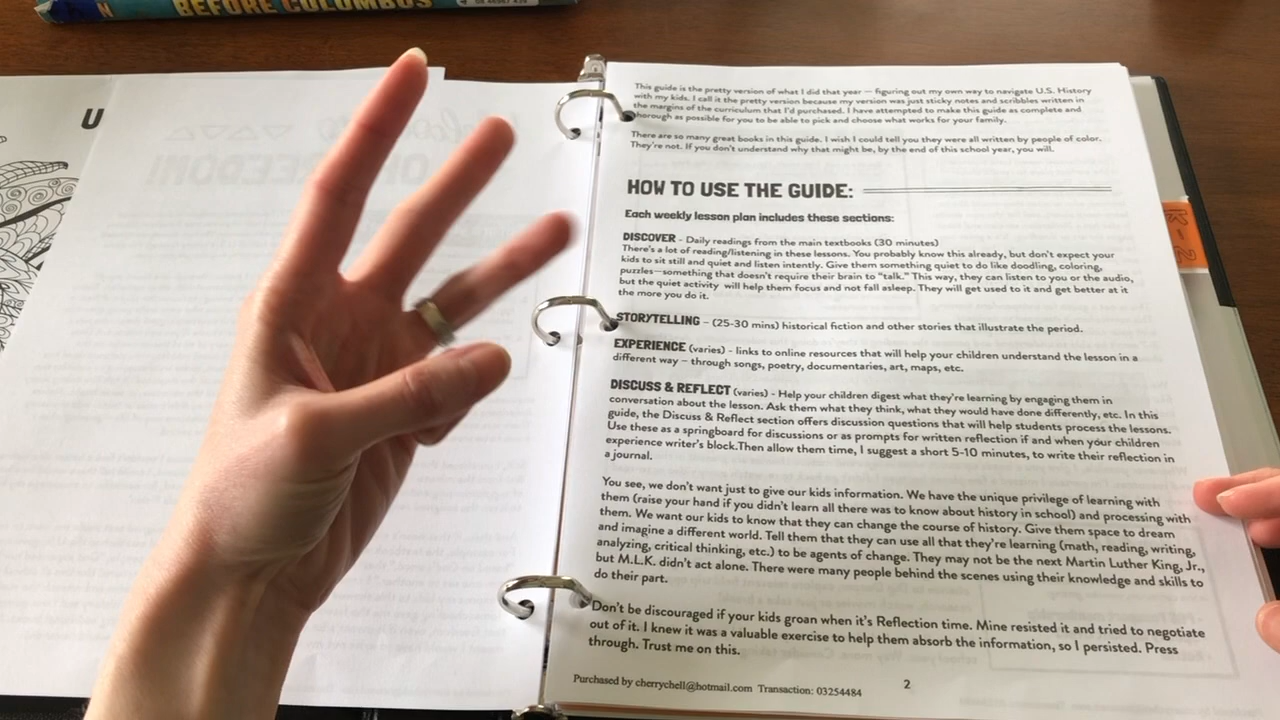 BEFORE COLUMBUS
U
This guide is the pretty version of what I did that year — figuring out my own way to navigate U.S. History
with my kids. I call it the pretty version because my version was just sticky notes and scribbles written in
the margins of the curriculum that I'd purchased. I have attempted to make this guide as complete and
thorough as possible for you to be able to pick and choose what works for your family.
There are so many great books in this guide. I wish I could tell you they were all written by people of color.
They're not. If you don't understand why that might be, by the end of this school year, you will.
HOW TO USE THE GUIDE:
Each weekly lesson plan includes these sections:
DISCOVER - Daily readings from the main textbooks (30 minutes)
There's a lot of reading/listening in these lessons. You probably know this already, but don't expect your
kids to sit still and quiet and listen intently. Give them something quiet to do like doodling, coloring,
puzzles—something that doesn't require their brain to "talk." This way, they can listen to you or the audio,
but the quiet activity will help them focus and not fall asleep. They will get used to it and get better at it
the more you do it.
STORYTELLING – (25-30 mins) historical fiction and other stories that illustrate the period.
EXPERIENCE (varies) - links to online resources that will help your children understand the lesson in a
different way – through songs, poetry, documentaries, art, maps, etc.
DISCUSS & REFLECT (varies) - Help your children digest what they're learning by engaging them in
conversation about the lesson. Ask them what they think, what they would have done differently, etc. In this
guide, the Discuss & Reflect section offers discussion questions that will help students process the lessons.
Use these as a springboard for discussions or as prompts for written reflection if and when your children
experience writer's block.Then allow them time, I suggest a short 5-10 minutes, to write their reflection in
a journal.
You see, we don't want just to give our kids information. We have the unique privilege of learning with
them (raise your hand if you didn't learn all there was to know about history in school) and processing with
them. We want our kids to know that they can change the course of history. Give them space to dream
and imagine a different world. Tell them that they can use all that they're learning (math, reading, writing,
analyzing, critical thinking, etc.) to be agents of change. They may not be the next Martin Luther King, Jr.,
but M.L.K. didn't act alone. There were many people behind the scenes using their knowledge and skills to
do their part.
Don't be discouraged if your kids groan when it's Reflection time. Mine resisted it and tried to negotiate
out of it. I knew it was a valuable exercise to help them absorb the information, so I persisted. Press
through. Trust me on this.
Purchased by cherrychell@hotmail.com Transaction: 03254484
2
K-2